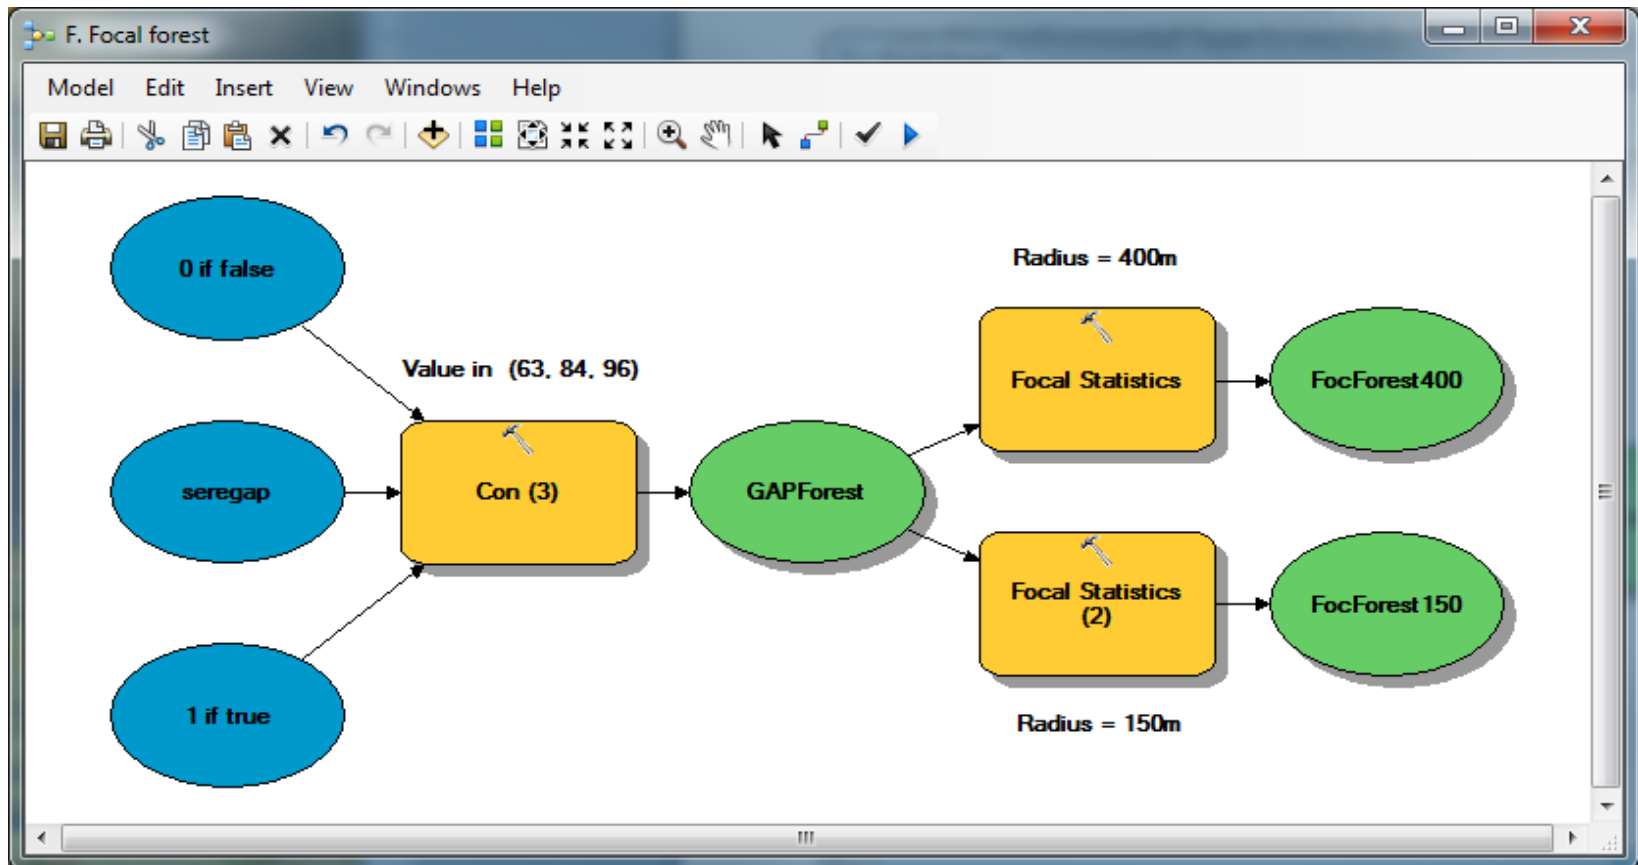 F. Focal forest
Model Edit Insert View Windows Help
0 if false
Value in (63, 84, 96)
seregap
Con (3)
GAPForest
1 if true
Radius = 400m
Focal Statistics
FocForest400
Focal Statistics
(2)
FocForest150
Radius = 150m